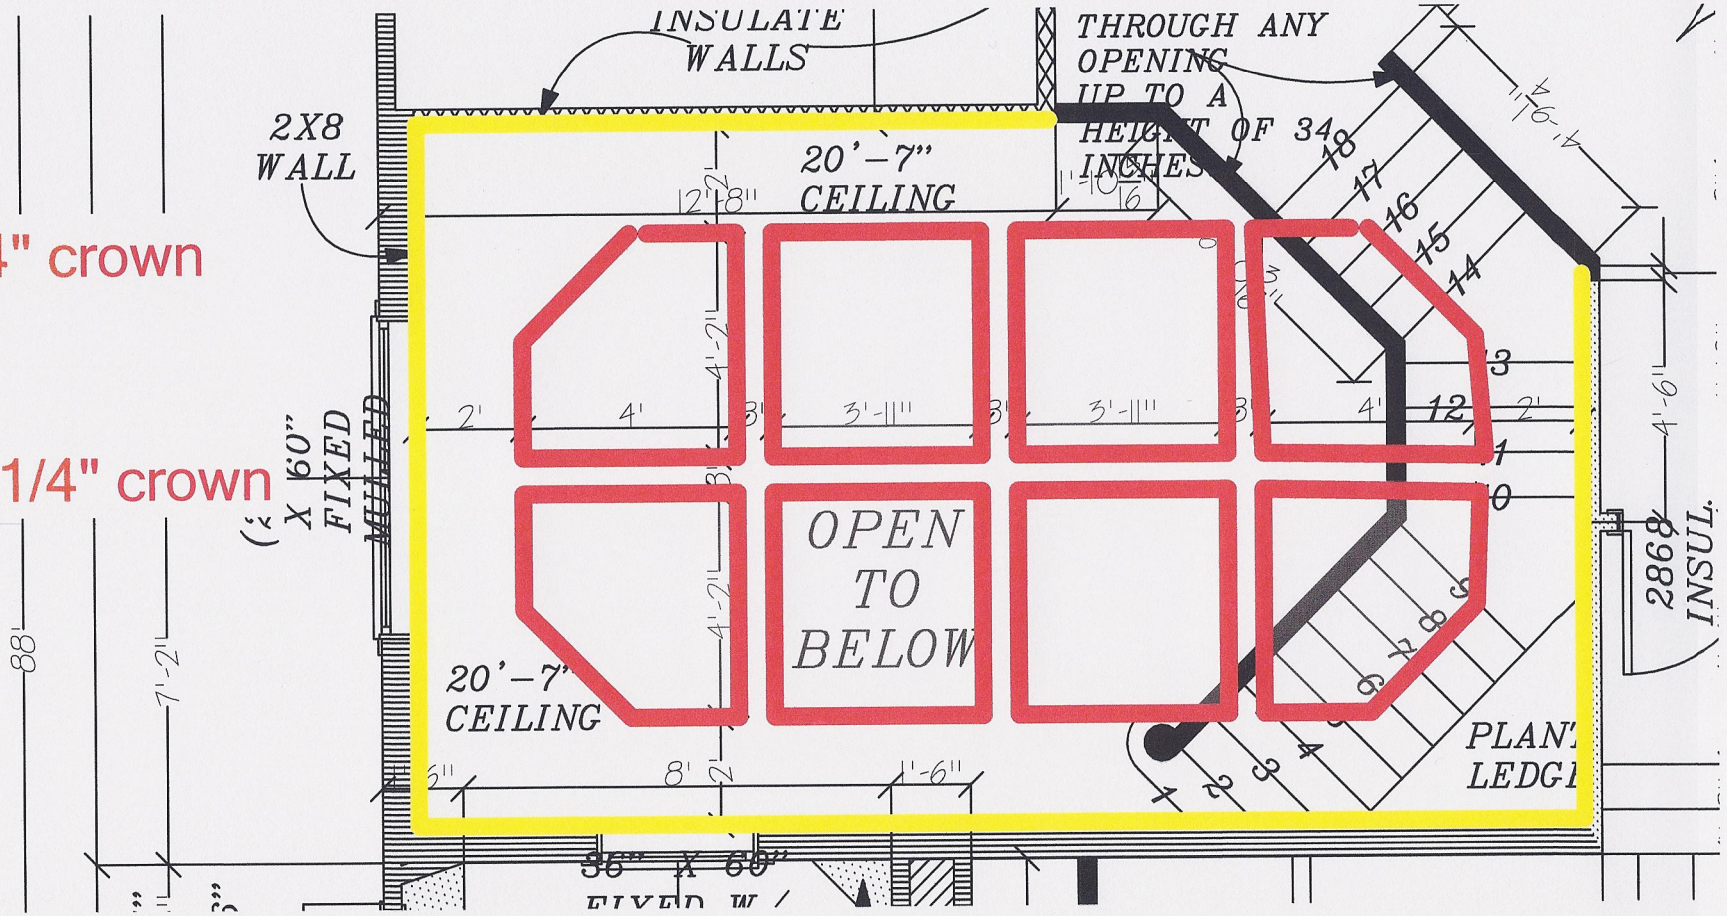 INSULATE
WALLS
THROUGH ANY
OPENING
UP TO A
HEIGHT OF 34
INCHES
2X8
WALL
20'-7"
CEILING
12'-8"
2'
4" crown
1/4" crown
X 60"
FIXED
MULLED
18
17
16
15
14
13
12
11
10
9
8
7
6
5
4
3
2
1
4'-9 1/4"
4'-6"
2'
4'
3"
3'-11"
3"
3'-11"
3"
4'
2'
4'-2"
3"
4'-2"
2'
OPEN
TO
BELOW
20'-7"
CEILING
8'
1'-6"
PLANT
LEDGE
2868
INSUL.
88'
7'-2"
36" X 60"
FIXED W/